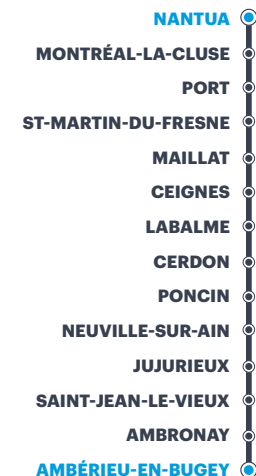 NANTUA
MONTRÉAL-LA-CLUSE
PORT
ST-MARTIN-DU-FRESNE
MAILLAT
CEIGNES
LABALME
CERDON
PONCIN
NEUVILLE-SUR-AIN
JUJURIEUX
SAINT-JEAN-LE-VIEUX
AMBRONAY
AMBÉRIEU-EN-BUGEY